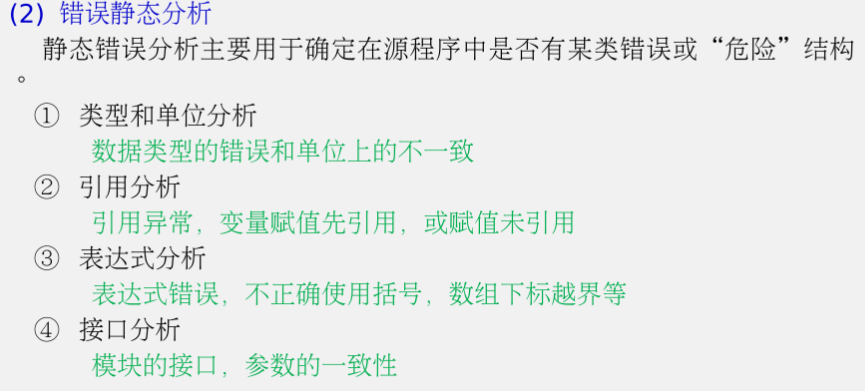 (2) 错误静态分析
静态错误分析主要用于确定在源程序中是否有某类错误或“危险”结构
。
① 类型和单位分析
数据类型的错误和单位上的不一致
② 引用分析
引用异常，变量赋值先引用，或赋值未引用
③ 表达式分析
表达式错误，不正确使用括号，数组下标越界等
④ 接口分析
模块的接口，参数的一致性